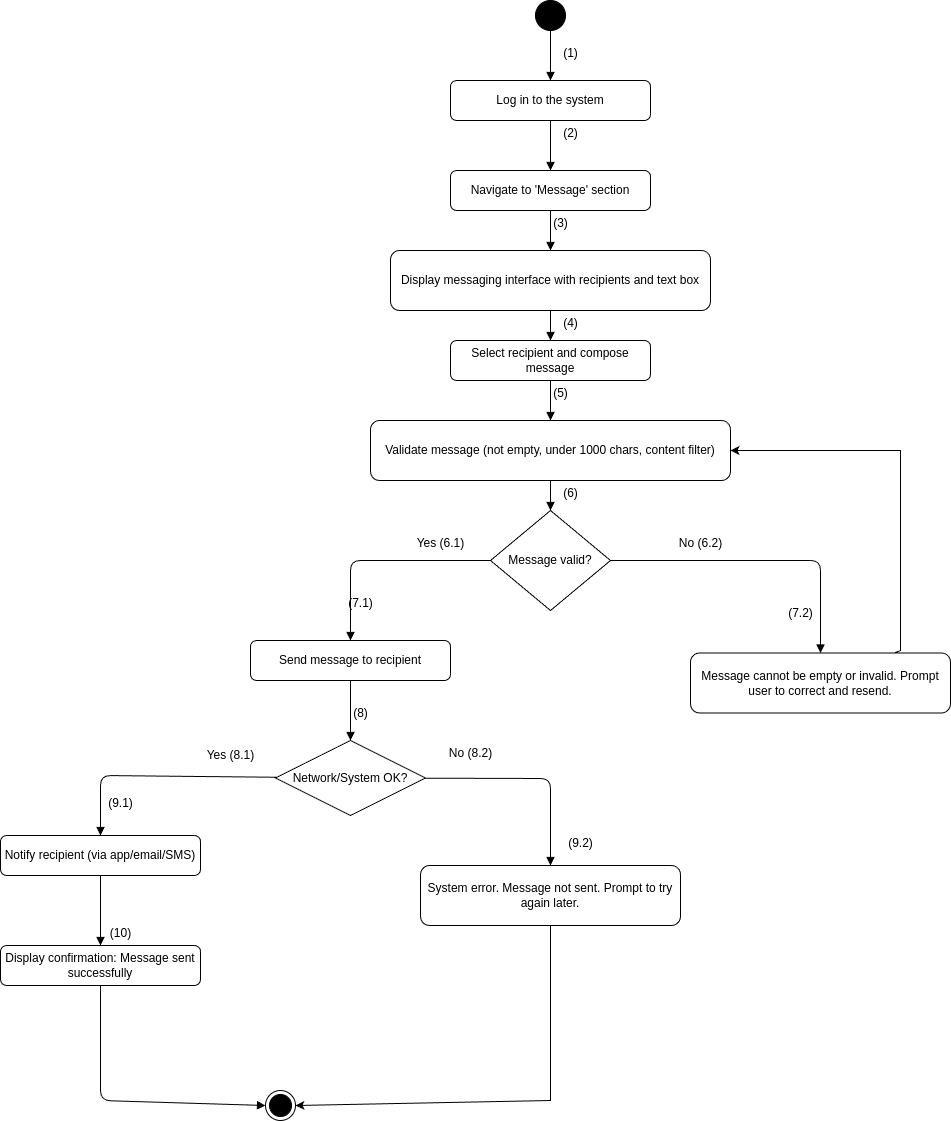 (1)
Log in to the system
(2)
Navigate to 'Message' section
(3)
Display messaging interface with recipients and text box
(4)
Select recipient and compose
message
(5)
Validate message (not empty, under 1000 chars, content filter)
(6)
Yes (6.1)
Message valid?
No (6.2)
(7.1)
(7.2)
Send message to recipient
Message cannot be empty or invalid. Prompt
user to correct and resend.
(8)
Yes (8.1)
No (8.2)
Network/System OK?
(9.1)
(9.2)
Notify recipient (via app/email/SMS)
System error. Message not sent. Prompt to try
again later.
(10)
Display confirmation: Message sent
successfully